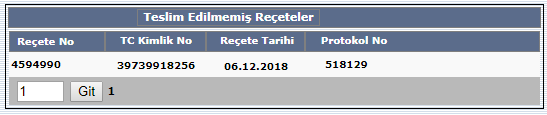 Teslim Edilmemiş Reçeteler
Reçete No TC Kimlik No Reçete Tarihi Protokol No
4594990 39739918256 06.12.2018 518129
1 Git 1